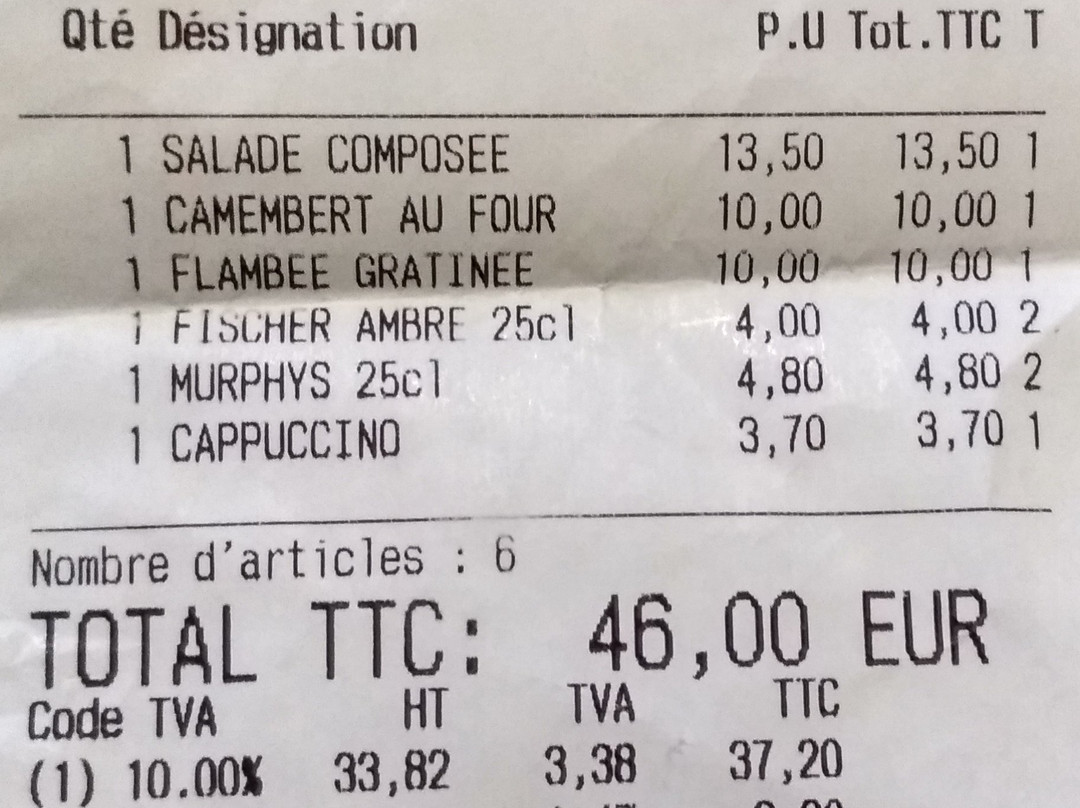 Qté Désignation P.U Tot.TTC T
1 SALADE COMPOSEE 13,50 13,50 1
1 CAMEMBERT AU FOUR 10,00 10,00 1
1 FLAMBEE GRATINEE 10,00 10,00 1
1 FISCHER AMBRE 25cl 4,00 4,00 2
1 MURPHYS 25cl 4,80 4,80 2
1 CAPPUCCINO 3,70 3,70 1
Nombre d'articles : 6
TOTAL TTC: 46,00 EUR
Code TVA HT TVA TTC
(1) 10.00% 33,82 3,38 37,20